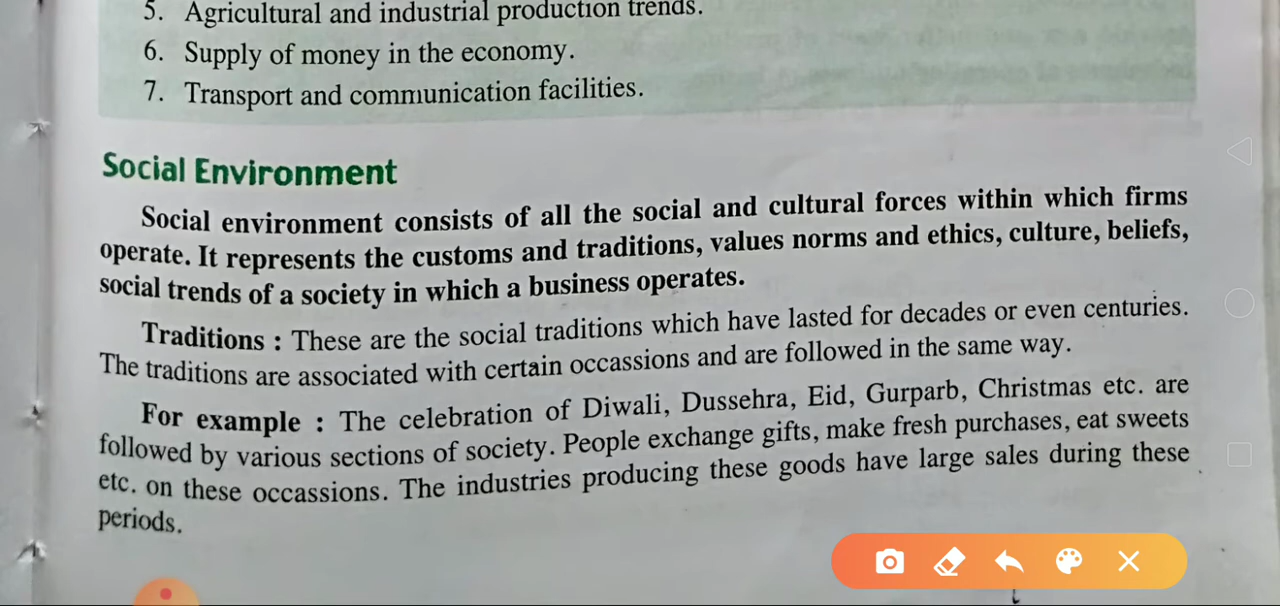 5. Agricultural and industrial production trends.
6. Supply of money in the economy.
7. Transport and communication facilities.
Social Environment
Social environment consists of all the social and cultural forces within which firms
operate. It represents the customs and traditions, values norms and ethics, culture, beliefs,
social trends of a society in which a business operates.
Traditions : These are the social traditions which have lasted for decades or even centuries.
The traditions are associated with certain occassions and are followed in the same way.
For example : The celebration of Diwali, Dussehra, Eid, Gurparb, Christmas etc. are
followed by various sections of society. People exchange gifts, make fresh purchases, eat sweets
etc. on these occassions. The industries producing these goods have large sales during these
periods.